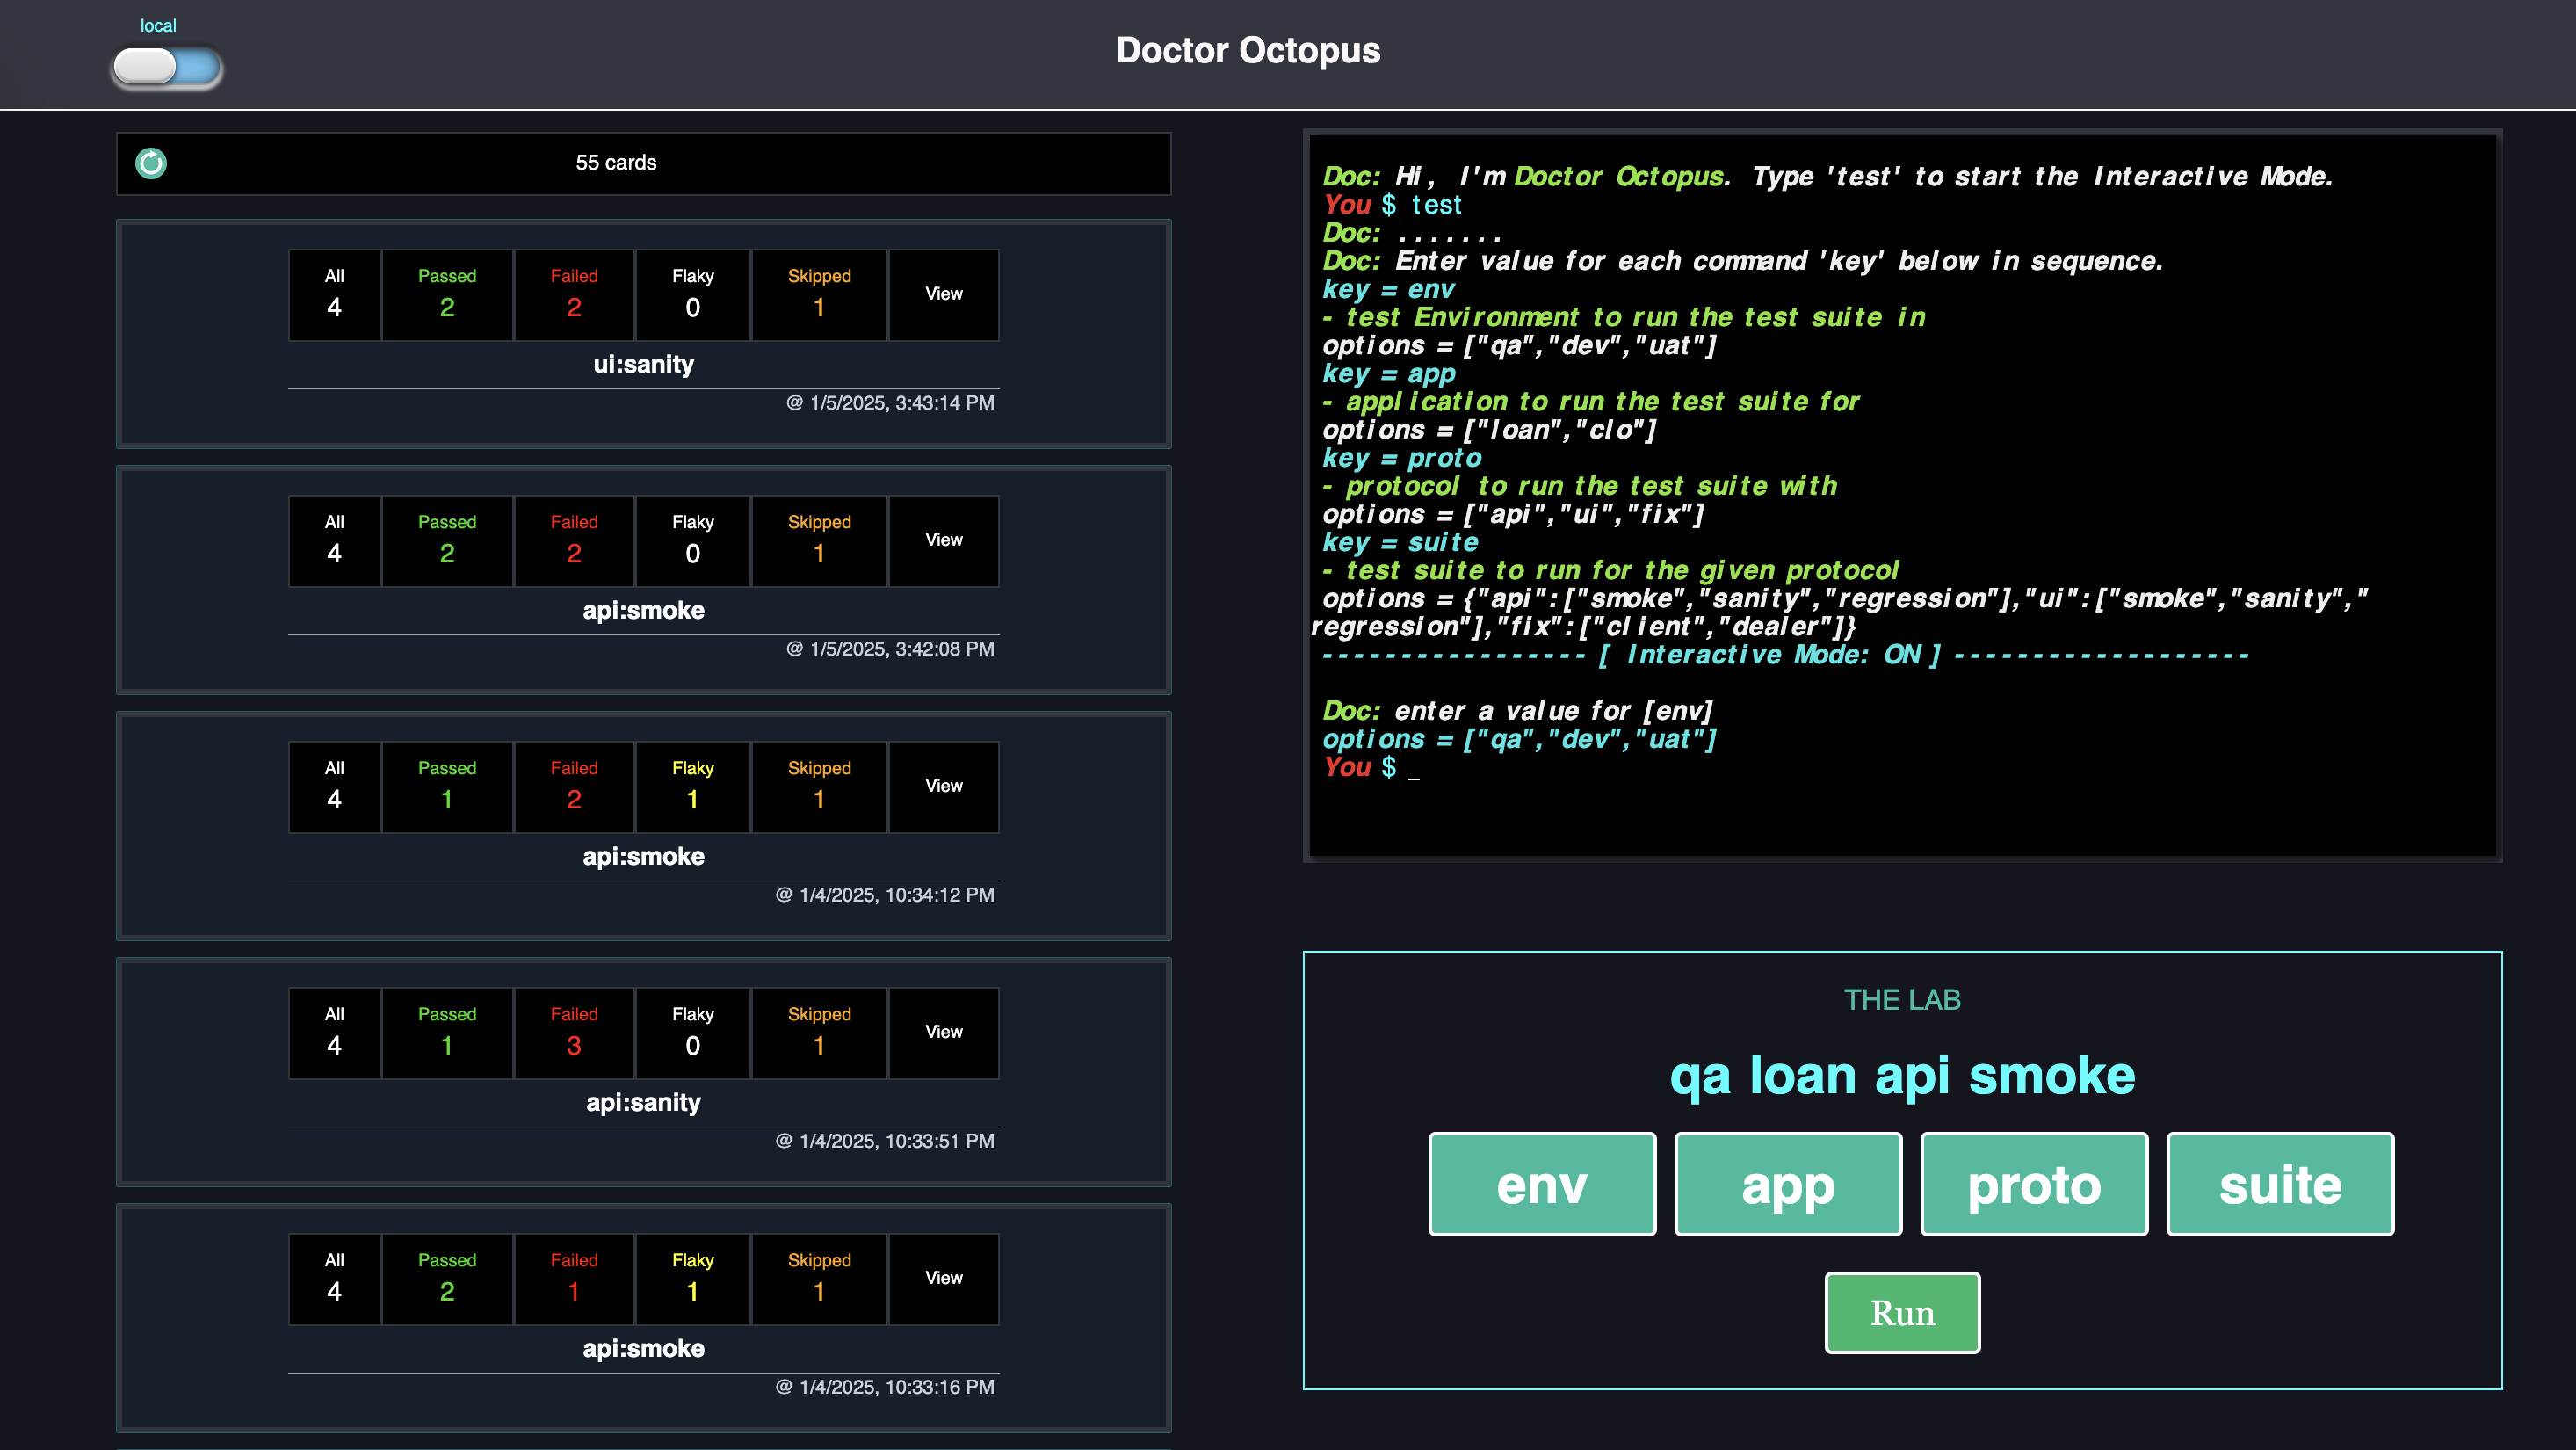 local
Doctor Octopus
55 cards
All Passed Failed Flaky Skipped View
4 2 2 0 1
ui:sanity
@ 1/5/2025, 3:43:14 PM
All Passed Failed Flaky Skipped View
4 2 2 0 1
api:smoke
@ 1/5/2025, 3:42:08 PM
All Passed Failed Flaky Skipped View
4 1 2 1 1
api:smoke
@ 1/4/2025, 10:34:12 PM
All Passed Failed Flaky Skipped View
4 1 3 0 1
api:sanity
@ 1/4/2025, 10:33:51 PM
All Passed Failed Flaky Skipped View
4 2 1 1 1
api:smoke
@ 1/4/2025, 10:33:16 PM
Doc: Hi, I'm Doctor Octopus. Type 'test' to start the Interactive Mode.
You $ test
Doc: .......
Doc: Enter value for each command 'key' below in sequence.
key = env
- test Environment to run the test suite in
options = ["qa","dev","uat"]
key = app
- application to run the test suite for
options = ["loan","clo"]
key = proto
- protocol to run the test suite with
options = ["api","ui","fix"]
key = suite
- test suite to run for the given protocol
options = {"api":["smoke","sanity","regression"],"ui":["smoke","sanity","
regression"],"fix":["client","dealer"]}
----------------- [ Interactive Mode: ON ] -------------------
Doc: enter a value for [env]
options = ["qa","dev","uat"]
You $ _
THE LAB
qa loan api smoke
env app proto suite
Run